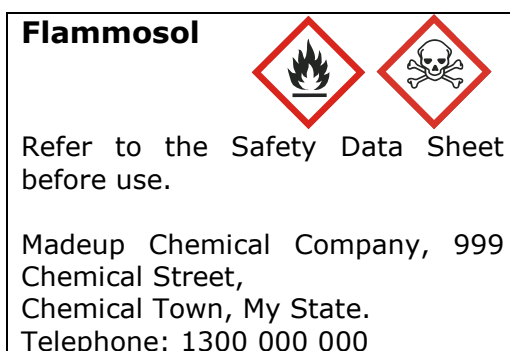 Flammosol
Refer to the Safety Data Sheet
before use.
Madeup Chemical Company, 999
Chemical Street,
Chemical Town, My State.
Telephone: 1300 000 000